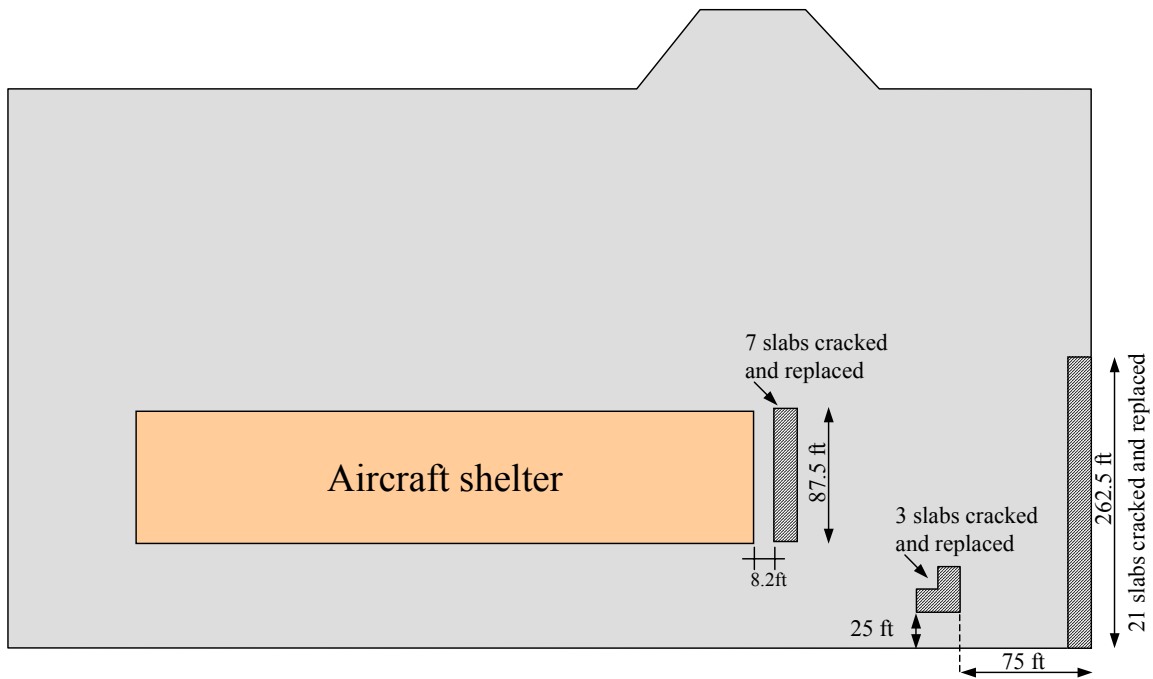 7 slabs cracked
and replaced
Aircraft shelter
87.5 ft
8.2ft
3 slabs cracked
and replaced
25 ft
75 ft
262.5 ft
21 slabs cracked and replaced